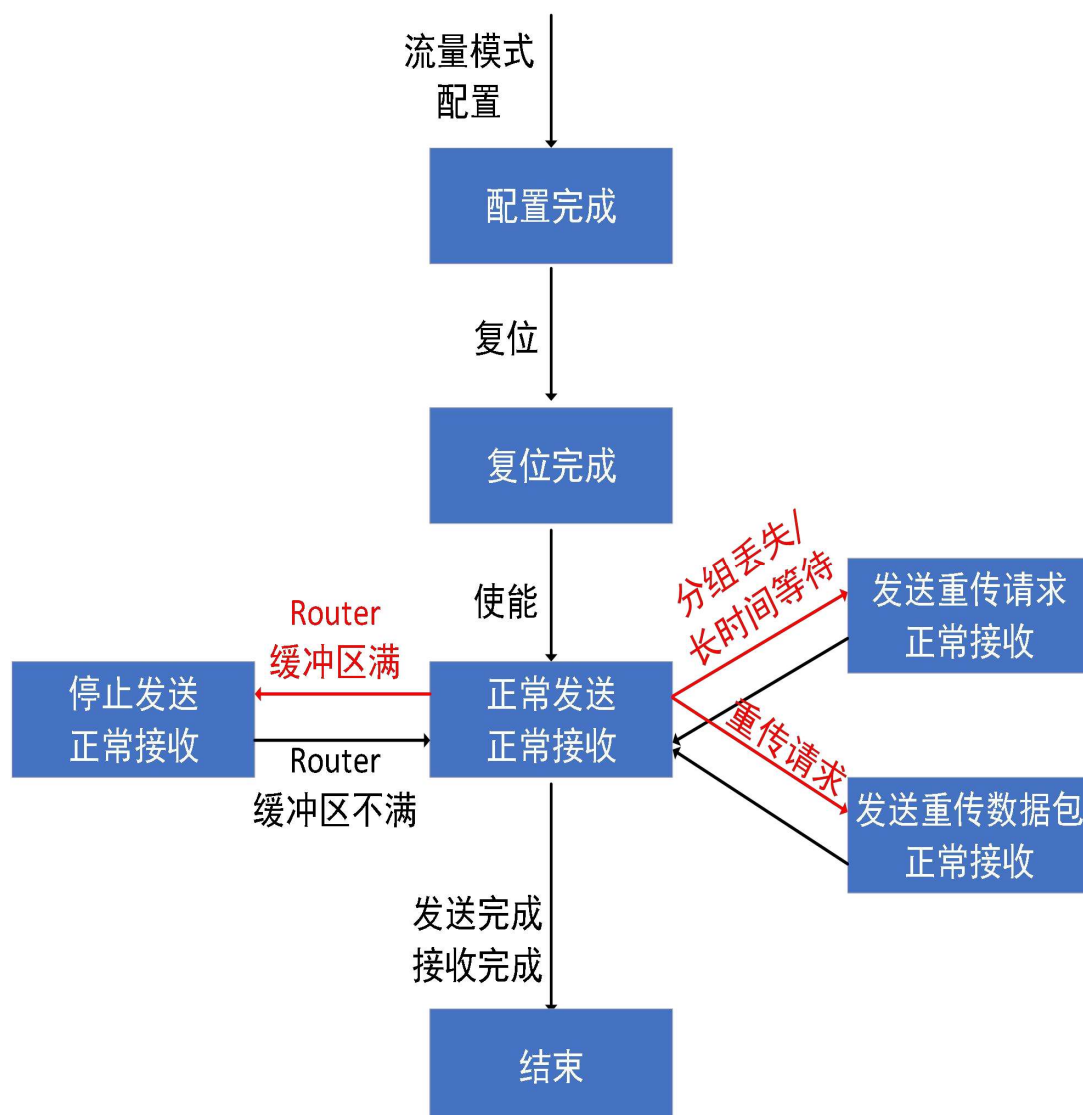 流量模式
配置
配置完成
复位
复位完成
使能
分组丢失/
长时间等待
发送重传请求
正常接收
Router
缓冲区满
停止发送
正常接收
正常发送
正常接收
重传请求
Router
缓冲区不满
发送重传数据包
正常接收
发送完成
接收完成
结束